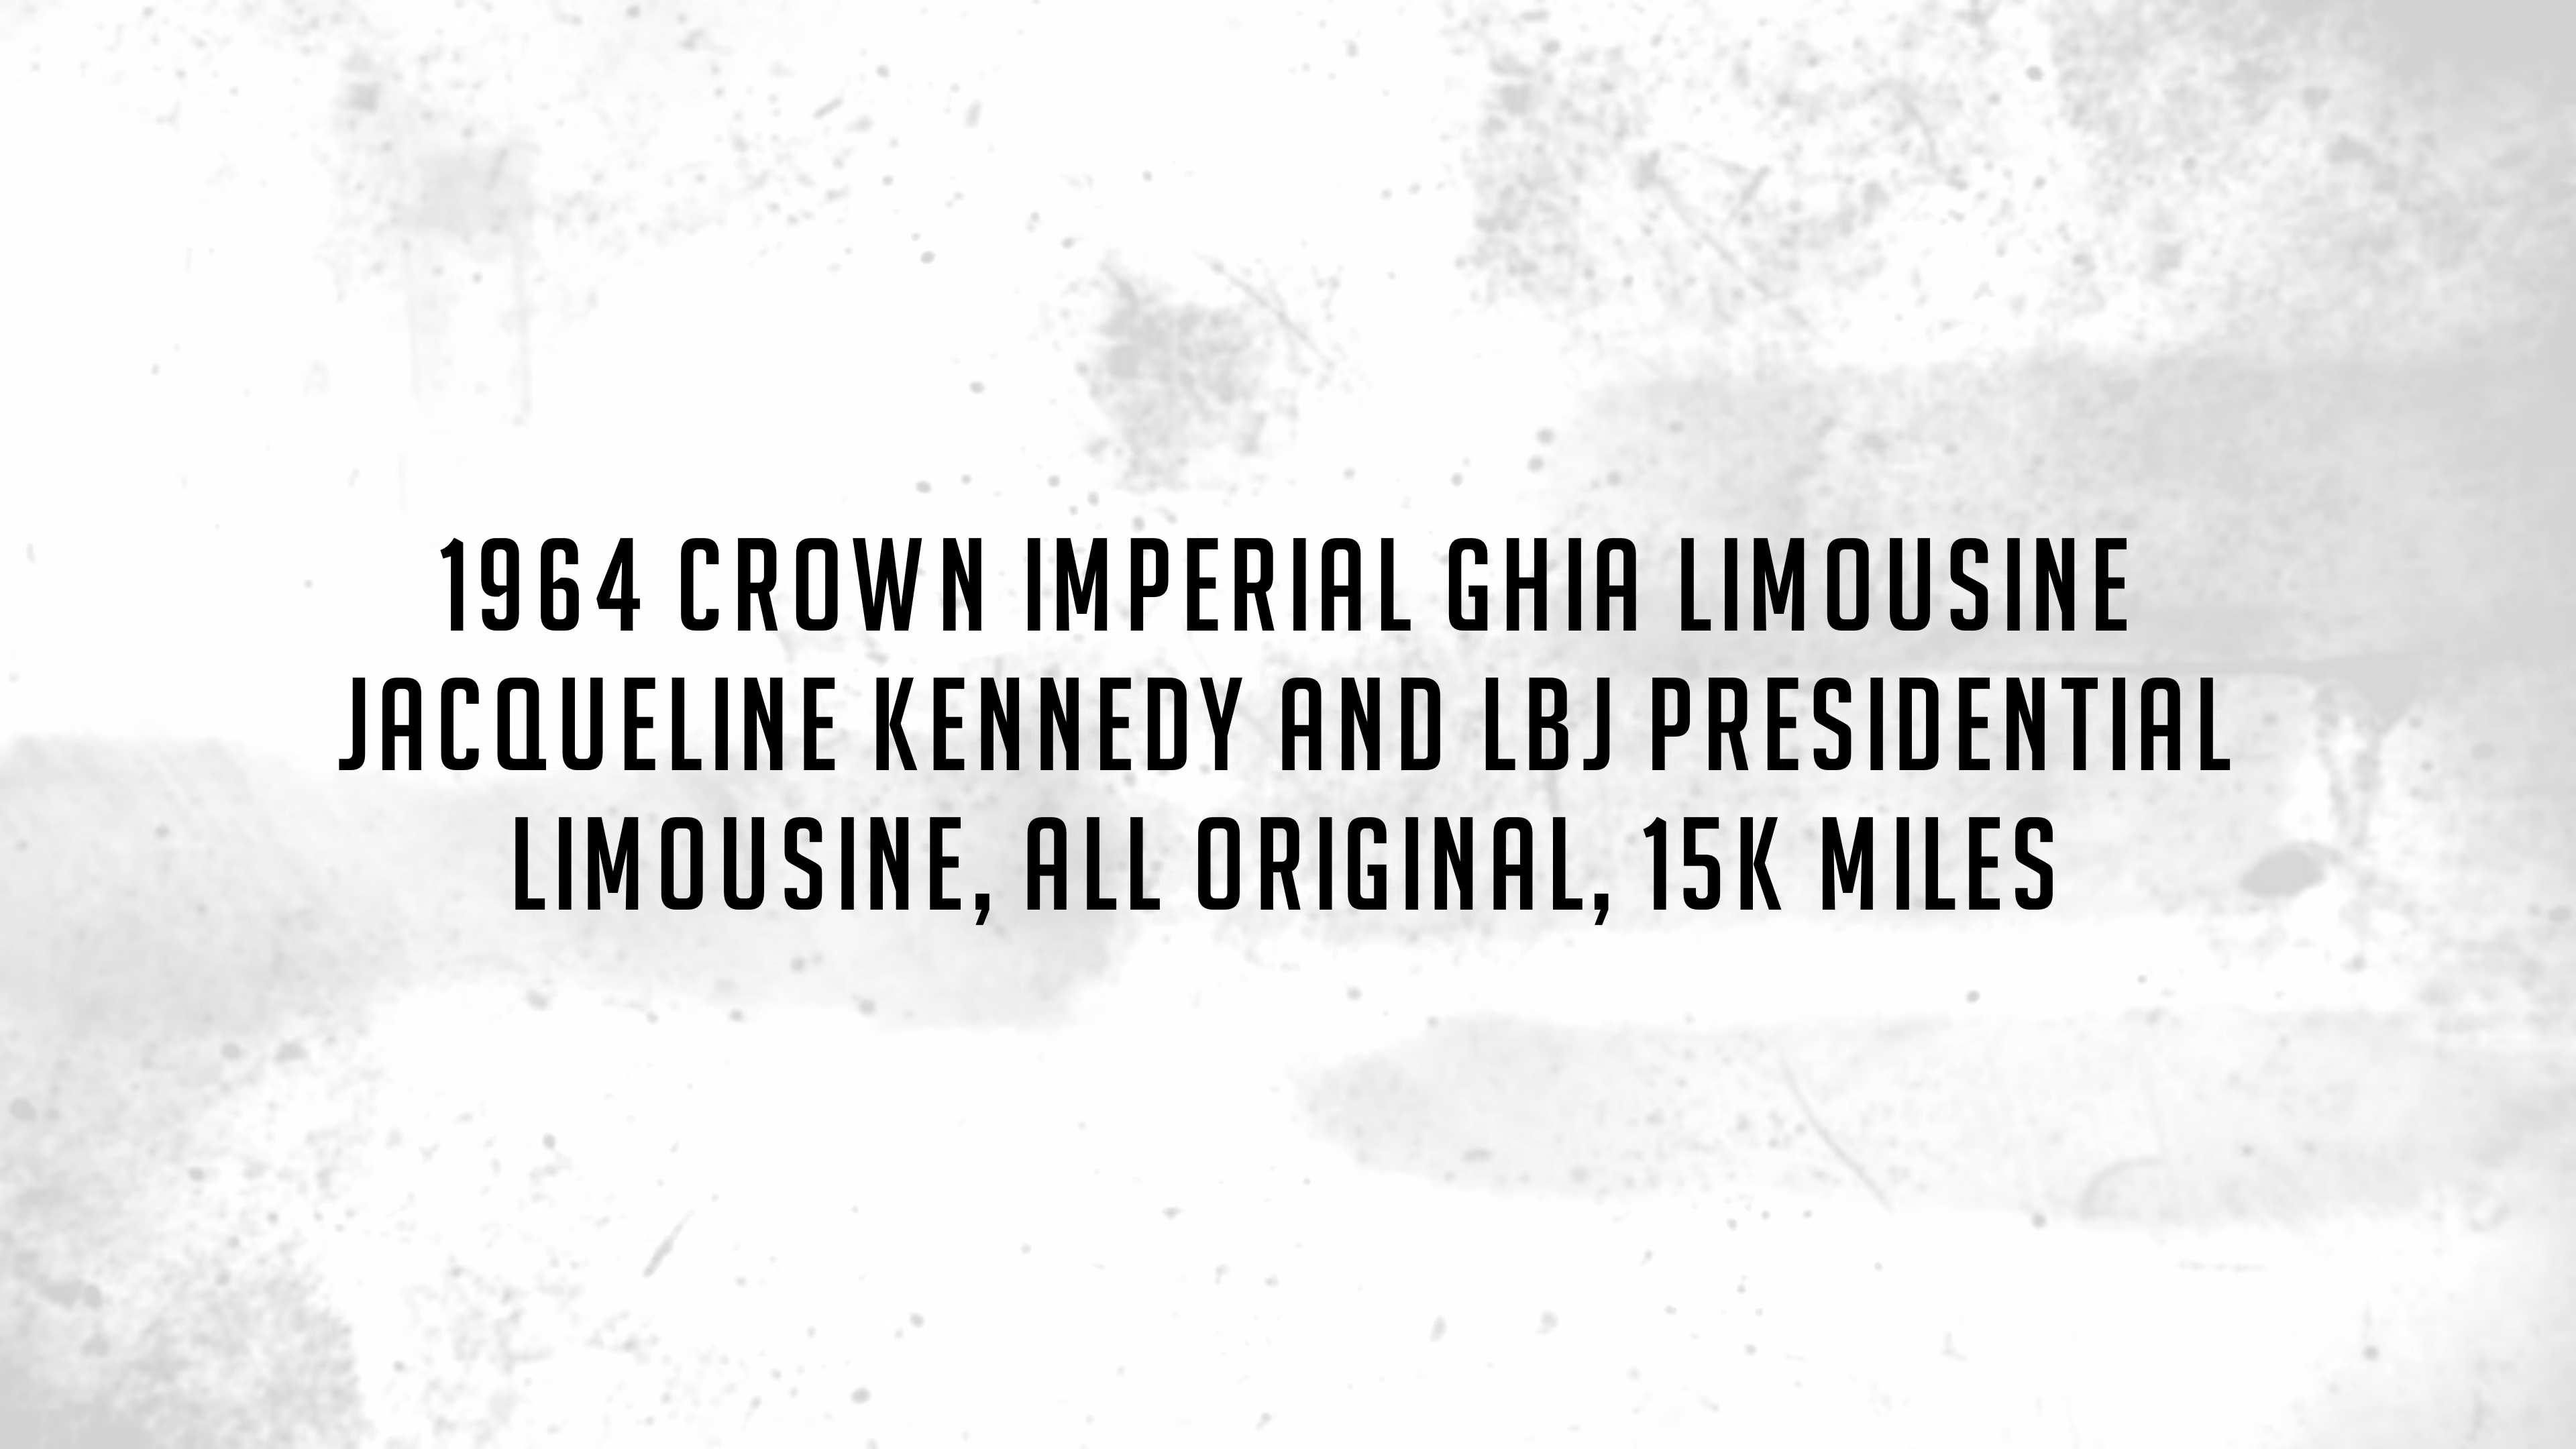 1964 CROWN IMPERIAL GHIA LIMOUSINE
JACQUELINE KENNEDY AND LBJ PRESIDENTIAL
LIMOUSINE, ALL ORIGINAL, 15K MILES